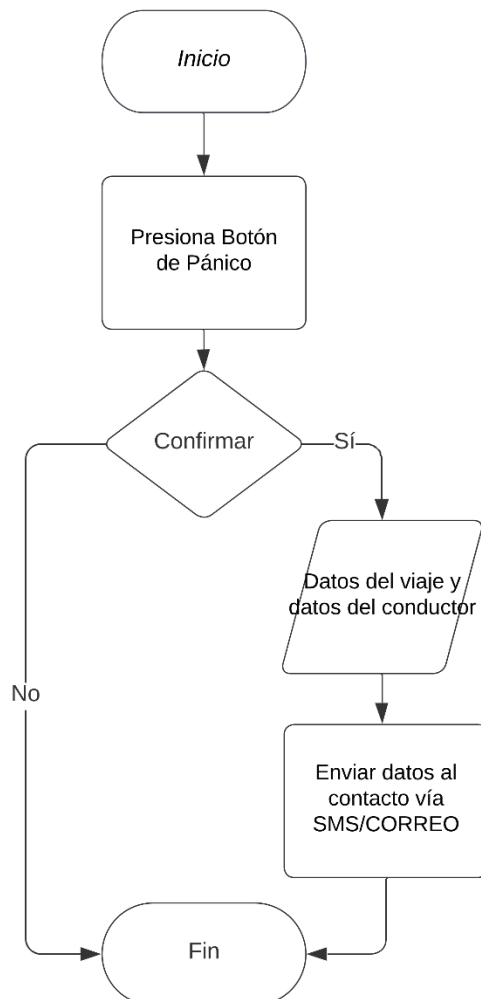 Inicio
Presiona Botón
de Pánico
Confirmar
Sí
Datos del viaje y
datos del conductor
No
Enviar datos al
contacto vía
SMS/CORREO
Fin